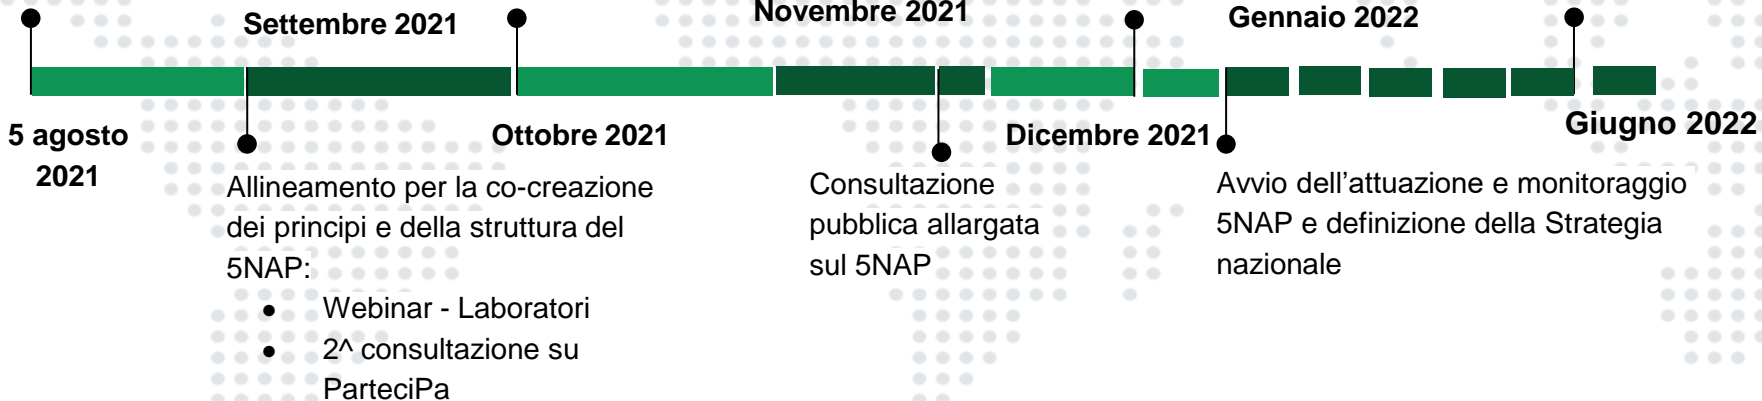 Settembre 2021
Novembre 2021
Gennaio 2022
5 agosto
2021
Ottobre 2021
Dicembre 2021
Giugno 2022
Allineamento per la co-creazione
dei principi e della struttura del
5NAP:
● Webinar - Laboratori
● 2^ consultazione su
ParteciPa
Consultazione
pubblica allargata
sul 5NAP
Avvio dell’attuazione e monitoraggio
5NAP e definizione della Strategia
nazionale